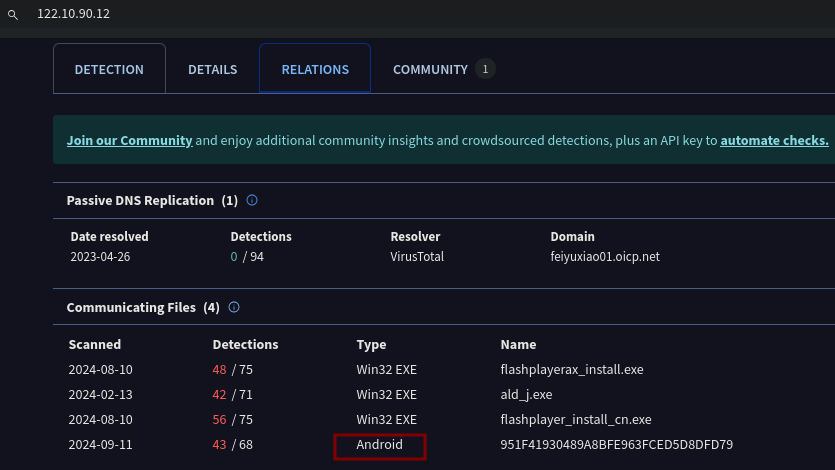 122.10.90.12
DETECTION DETAILS RELATIONS COMMUNITY 1
Join our Community and enjoy additional community insights and crowdsourced detections, plus an API key to automate checks.
Passive DNS Replication (1)
Date resolved Detections Resolver Domain
2023-04-26 0 / 94 VirusTotal feiyuxiao01.oicp.net
Communicating Files (4)
Scanned Detections Type Name
2024-08-10 48 / 75 Win32 EXE flashplayerax_install.exe
2024-02-13 42 / 71 Win32 EXE ald_j.exe
2024-08-10 56 / 75 Win32 EXE flashplayer_install_cn.exe
2024-09-11 43 / 68 Android 951F41930489A8BFE963FCED5D8DFD79